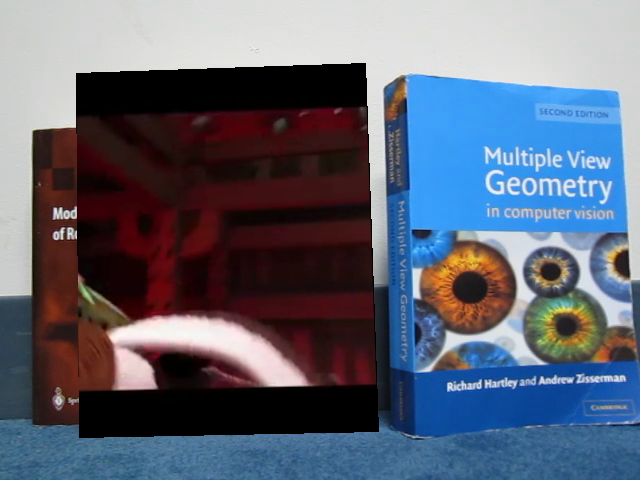 Mod
of Ro
Hartley and
Zisserman
Multiple View Geometry
SECOND EDITION
Multiple View
Geometry
in computer vision
Richard Hartley and Andrew Zisserman
CAMBRIDGE